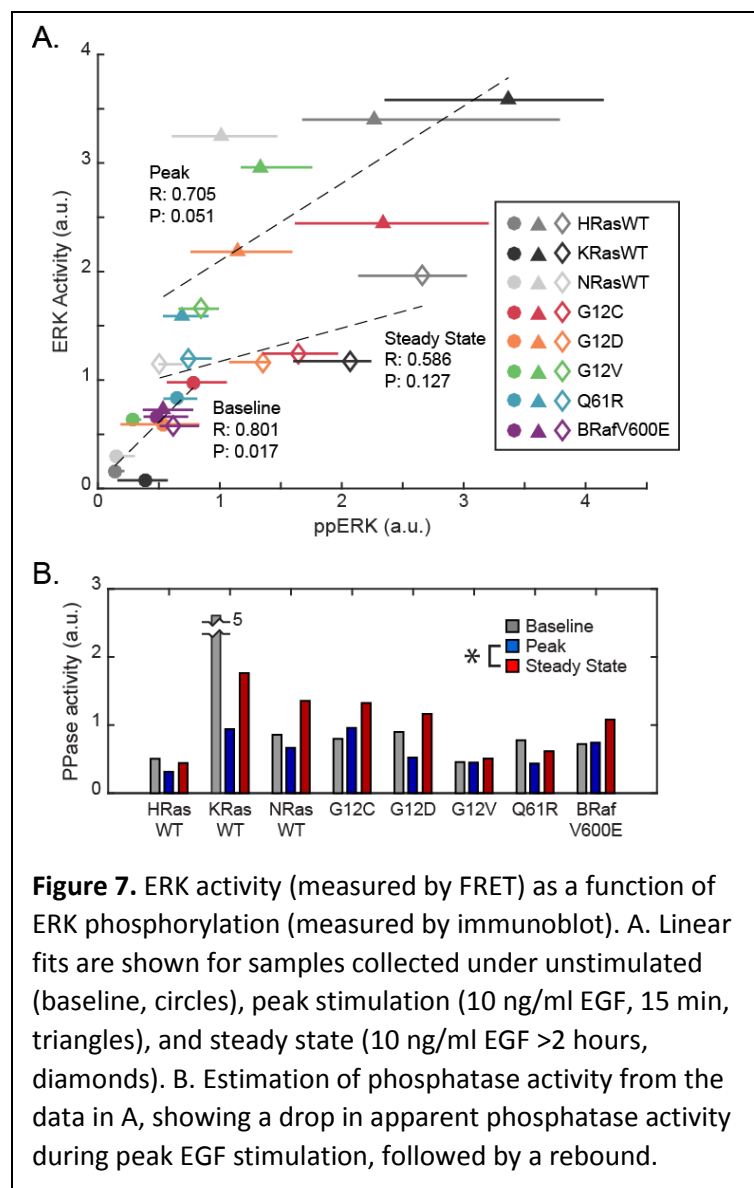 A.
4
3
2
1
0
ERK Activity (a.u.)
0
1
2
3
4
ppERK (a.u.)
Peak
R: 0.705
P: 0.051
Steady State
R: 0.586
P: 0.127
Baseline
R: 0.801
P: 0.017
HRasWT
KRasWT
NRasWT
G12C
G12D
G12V
Q61R
BRafV600E
B.
3
2
1
0
PPase activity (a.u.)
5
Baseline
* Peak
Steady State
HRas
WT
KRas
WT
NRas
WT
G12C
G12D
G12V
Q61R
BRaf
V600E
Figure 7. ERK activity (measured by FRET) as a function of
ERK phosphorylation (measured by immunoblot). A. Linear
fits are shown for samples collected under unstimulated
(baseline, circles), peak stimulation (10 ng/ml EGF, 15 min,
triangles), and steady state (10 ng/ml EGF >2 hours,
diamonds). B. Estimation of phosphatase activity from the
data in A, showing a drop in apparent phosphatase activity
during peak EGF stimulation, followed by a rebound.